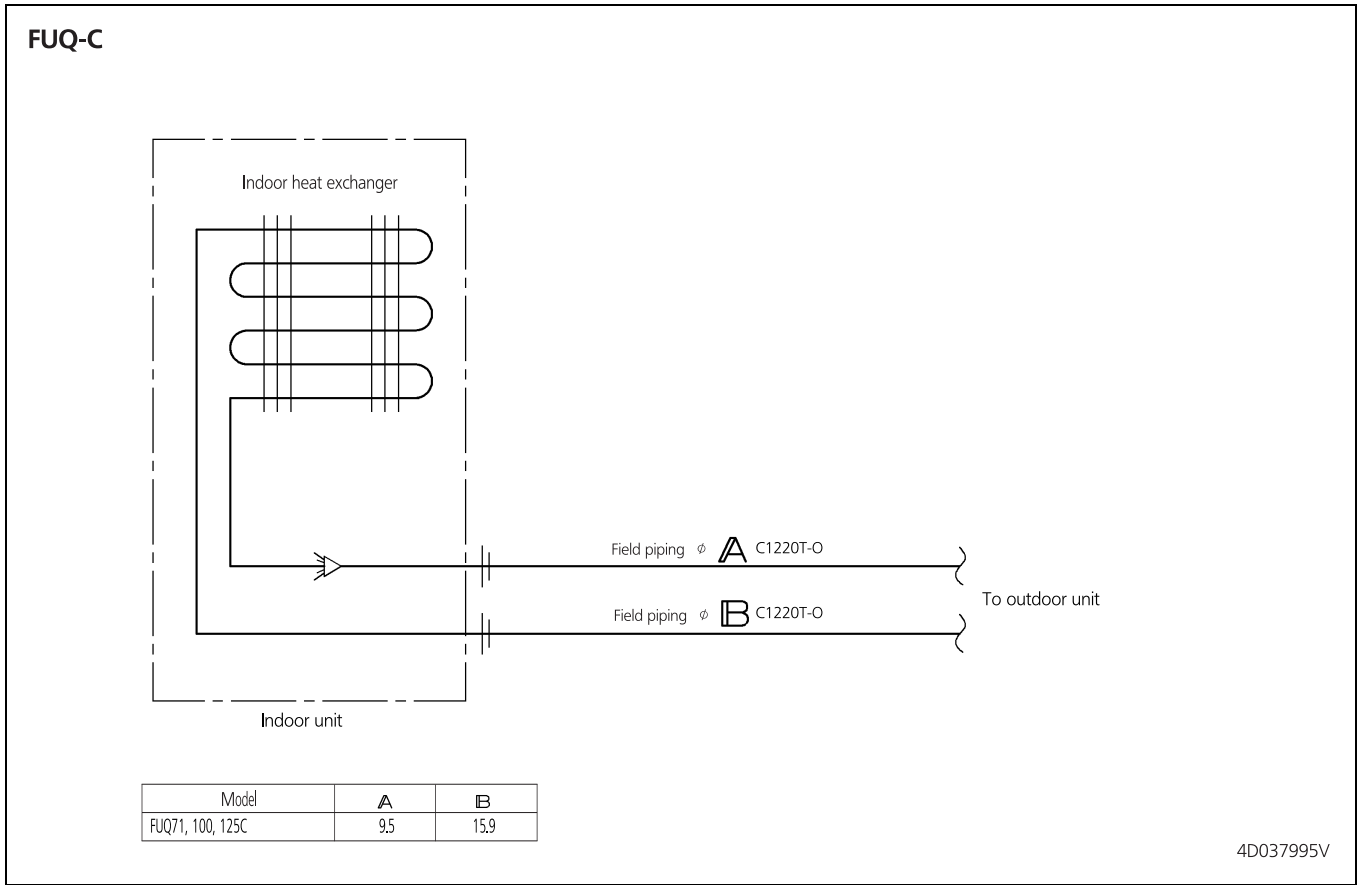 FUQ-C
Indoor heat exchanger
Field piping ø A C1220T-O
To outdoor unit
Field piping ø B C1220T-O
Indoor unit
Model A B
FUQ71, 100, 125C 9.5 15.9
4D037995V